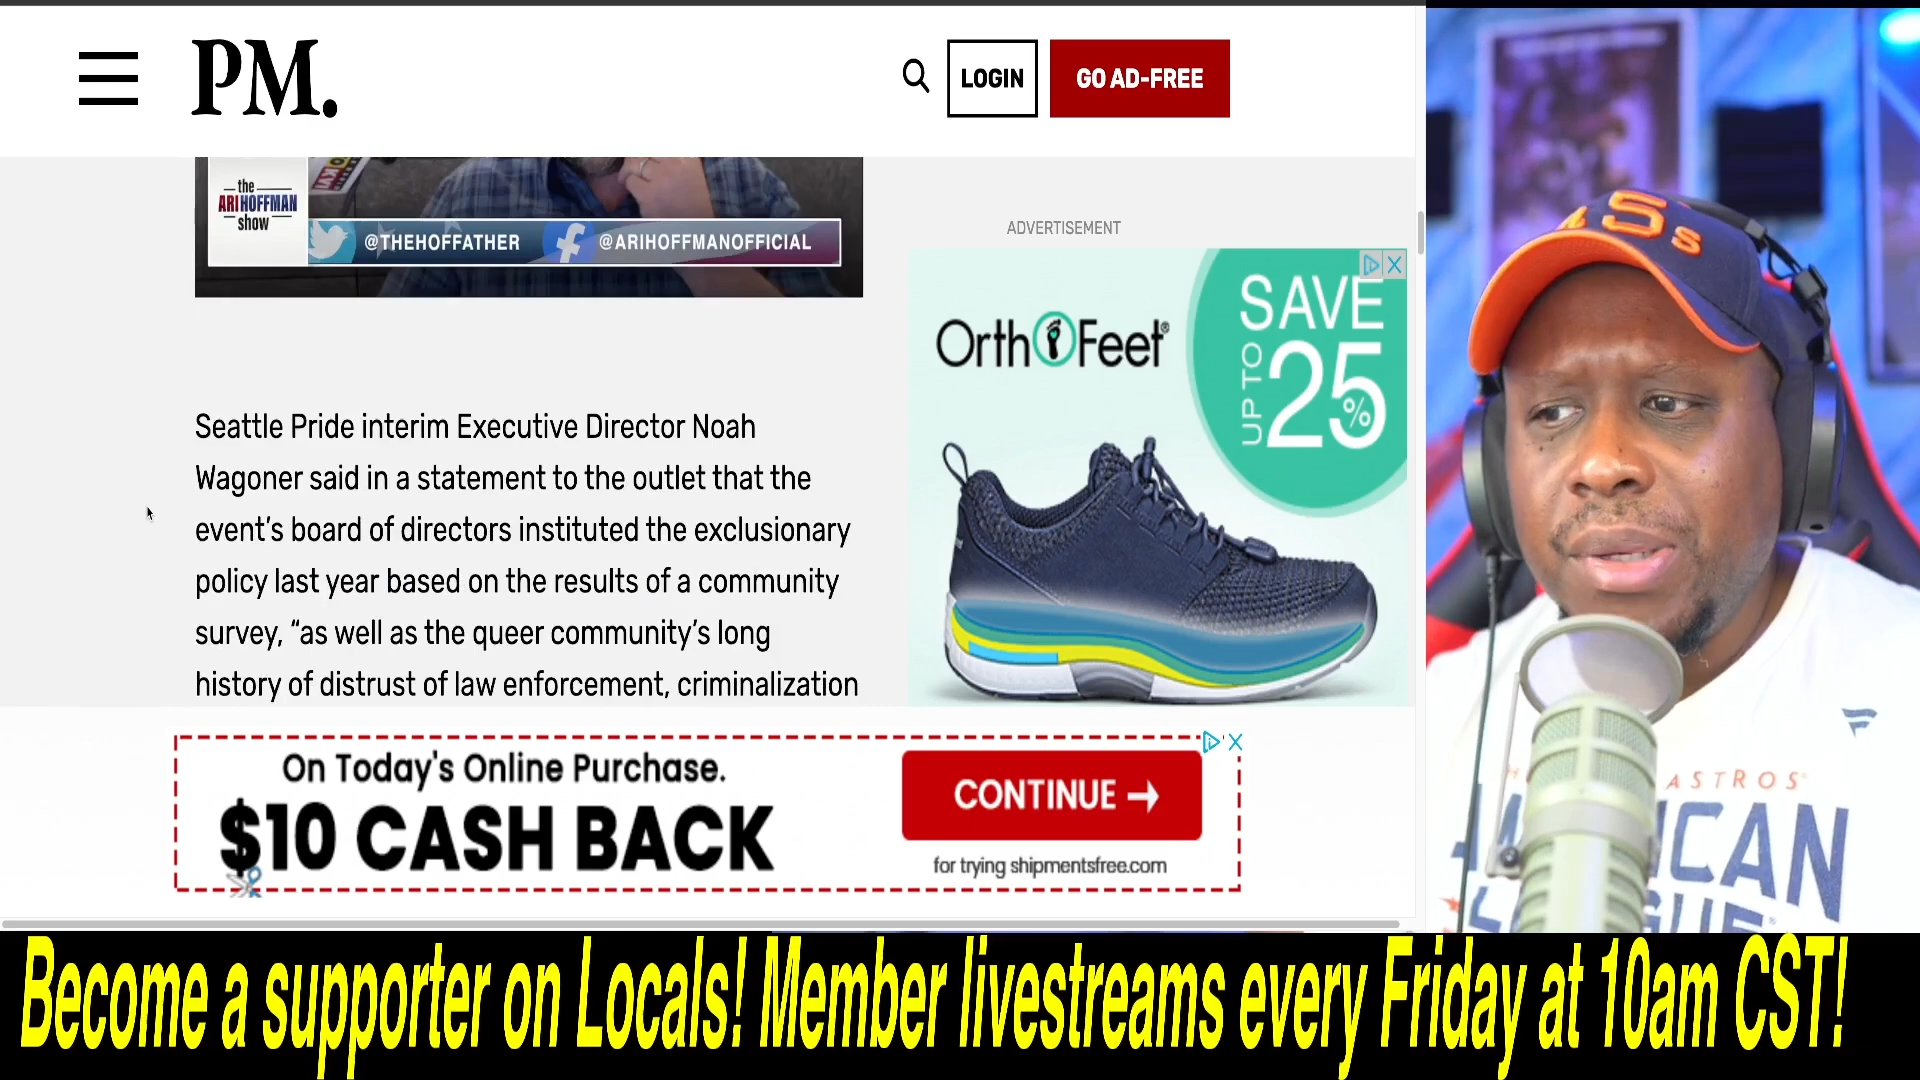 PM.
LOGIN
GO AD-FREE
the
ARI HOFFMAN
show
@THEHOFFATHER
@ARIHOFFMANOFFICIAL
Seattle Pride interim Executive Director Noah
Wagoner said in a statement to the outlet that the
event's board of directors instituted the exclusionary
policy last year based on the results of a community
survey, “as well as the queer community's long
history of distrust of law enforcement, criminalization
ADVERTISEMENT
OrthoFeet®
SAVE
UP TO
25%
On Today's Online Purchase.
$10 CASH BACK
CONTINUE →
for trying shipmentsfree.com
5s
ASTROS
Become a supporter on Locals! Member livestreams every Friday at 10am CST!